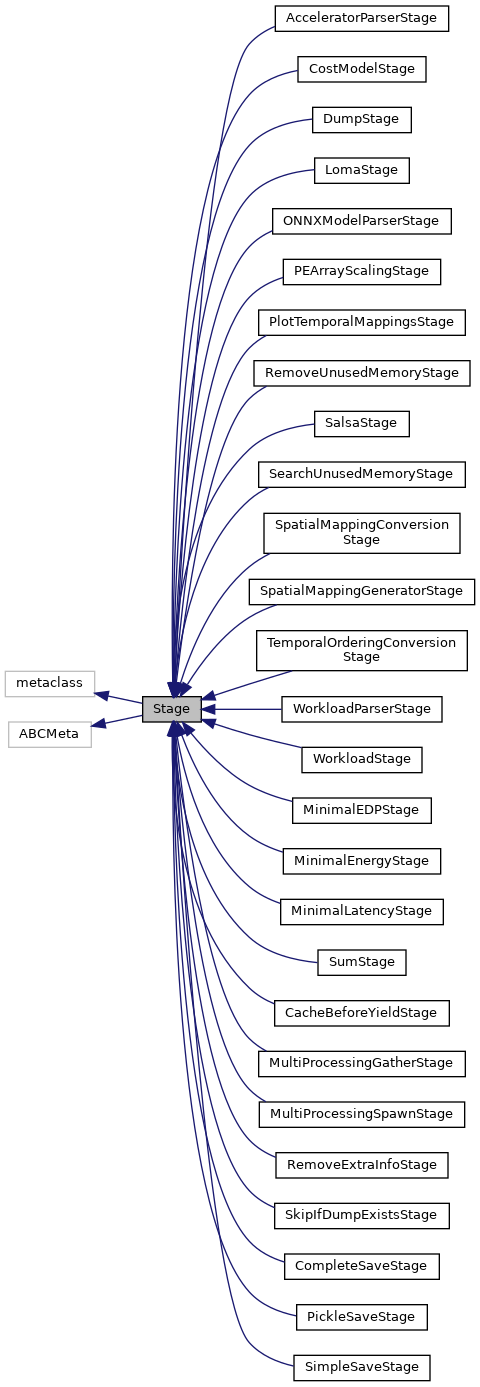 AcceleratorParserStage
CostModelStage
DumpStage
LomaStage
ONNXModelParserStage
PEArrayScalingStage
PlotTemporalMappingsStage
RemoveUnusedMemoryStage
SalsaStage
SearchUnusedMemoryStage
SpatialMappingConversion
Stage
SpatialMappingGeneratorStage
TemporalOrderingConversion
Stage
metaclass
Stage
WorkloadParserStage
ABCMeta
WorkloadStage
MinimalEDPStage
MinimalEnergyStage
MinimalLatencyStage
SumStage
CacheBeforeYieldStage
MultiProcessingGatherStage
MultiProcessingSpawnStage
RemoveExtraInfoStage
SkipIfDumpExistsStage
CompleteSaveStage
PickleSaveStage
SimpleSaveStage